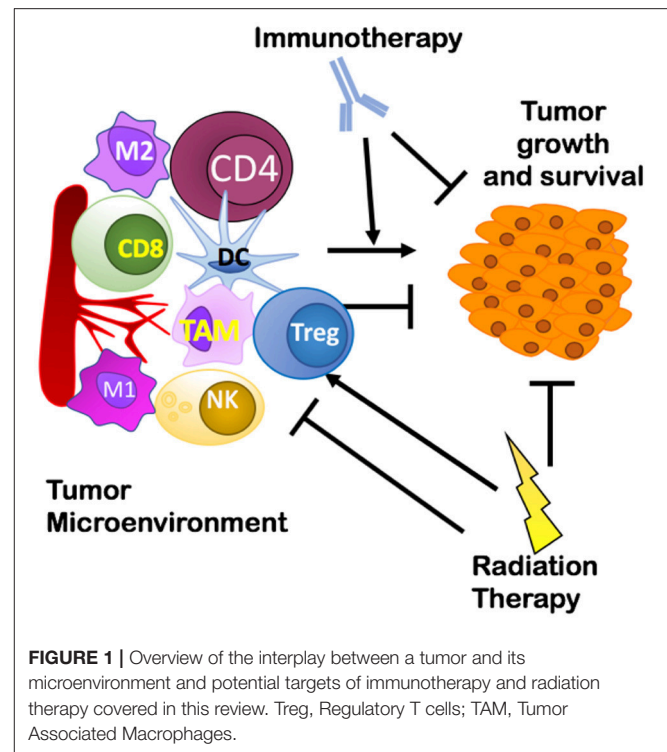 Immunotherapy
Tumor
growth
and survival
M2
CD4
CD8
DC
TAM
Treg
M1
NK
Tumor
Microenvironment
Radiation
Therapy
FIGURE 1 | Overview of the interplay between a tumor and its
microenvironment and potential targets of immunotherapy and radiation
therapy covered in this review. Treg, Regulatory T cells; TAM, Tumor
Associated Macrophages.